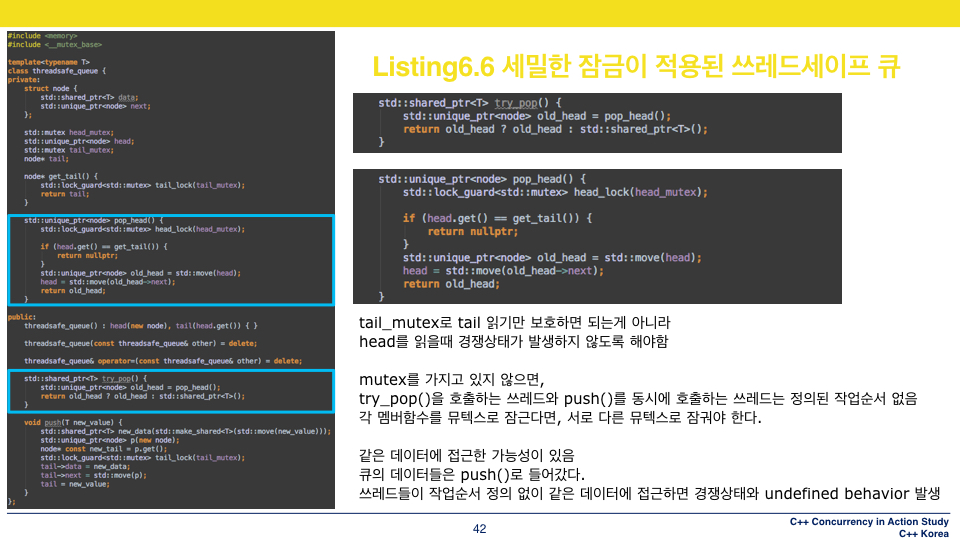 #include <memory>
#include <__mutex_base>
template<typename T>
class threadsafe_queue {
private:
struct node {
std::shared_ptr<T> data;
std::unique_ptr<node> next;
};
std::mutex head_mutex;
std::unique_ptr<node> head;
std::mutex tail_mutex;
node* tail;
node* get_tail() {
std::lock_guard<std::mutex> tail_lock(tail_mutex);
return tail;
}
std::unique_ptr<node> pop_head() {
std::lock_guard<std::mutex> head_lock(head_mutex);
if (head.get() == get_tail()) {
return nullptr;
}
std::unique_ptr<node> old_head = std::move(head);
head = std::move(old_head->next);
return old_head;
}
public:
threadsafe_queue() : head(new node), tail(head.get()) { }
threadsafe_queue(const threadsafe_queue& other) = delete;
threadsafe_queue& operator=(const threadsafe_queue& other) = delete;
std::shared_ptr<T> try_pop() {
std::unique_ptr<node> old_head = pop_head();
return old_head ? old_head : std::shared_ptr<T>();
}
void push(T new_value) {
std::shared_ptr<T> new_data(std::make_shared<T>(std::move(new_value)));
std::unique_ptr<node> p(new node);
node* const new_tail = p.get();
std::lock_guard<std::mutex> tail_lock(tail_mutex);
tail->data = new_data;
tail->next = std::move(p);
tail = new_value;
}
};
Listing6.6 세밀한 잠금이 적용된 쓰레드세이프 큐
std::shared_ptr<T> try_pop() {
std::unique_ptr<node> old_head = pop_head();
return old_head ? old_head : std::shared_ptr<T>();
}
std::unique_ptr<node> pop_head() {
std::lock_guard<std::mutex> head_lock(head_mutex);
if (head.get() == get_tail()) {
return nullptr;
}
std::unique_ptr<node> old_head = std::move(head);
head = std::move(old_head->next);
return old_head;
}
tail_mutex로 tail 읽기만 보호하면 되는게 아니라
head를 읽을때 경쟁상태가 발생하지 않도록 해야함
mutex를 가지고 있지 않으면,
try_pop()을 호출하는 쓰레드와 push()를 동시에 호출하는 쓰레드는 정의된 작업순서 없음
각 멤버함수를 뮤텍스로 잠근다면, 서로 다른 뮤텍스로 잠궈야 한다.
같은 데이터에 접근한 가능성이 있음
큐의 데이터들은 push()로 들어갔다.
쓰레드들이 작업순서 정의 없이 같은 데이터에 접근하면 경쟁상태와 undefined behavior 발생
42
C++ Concurrency in Action Study
C++ Korea